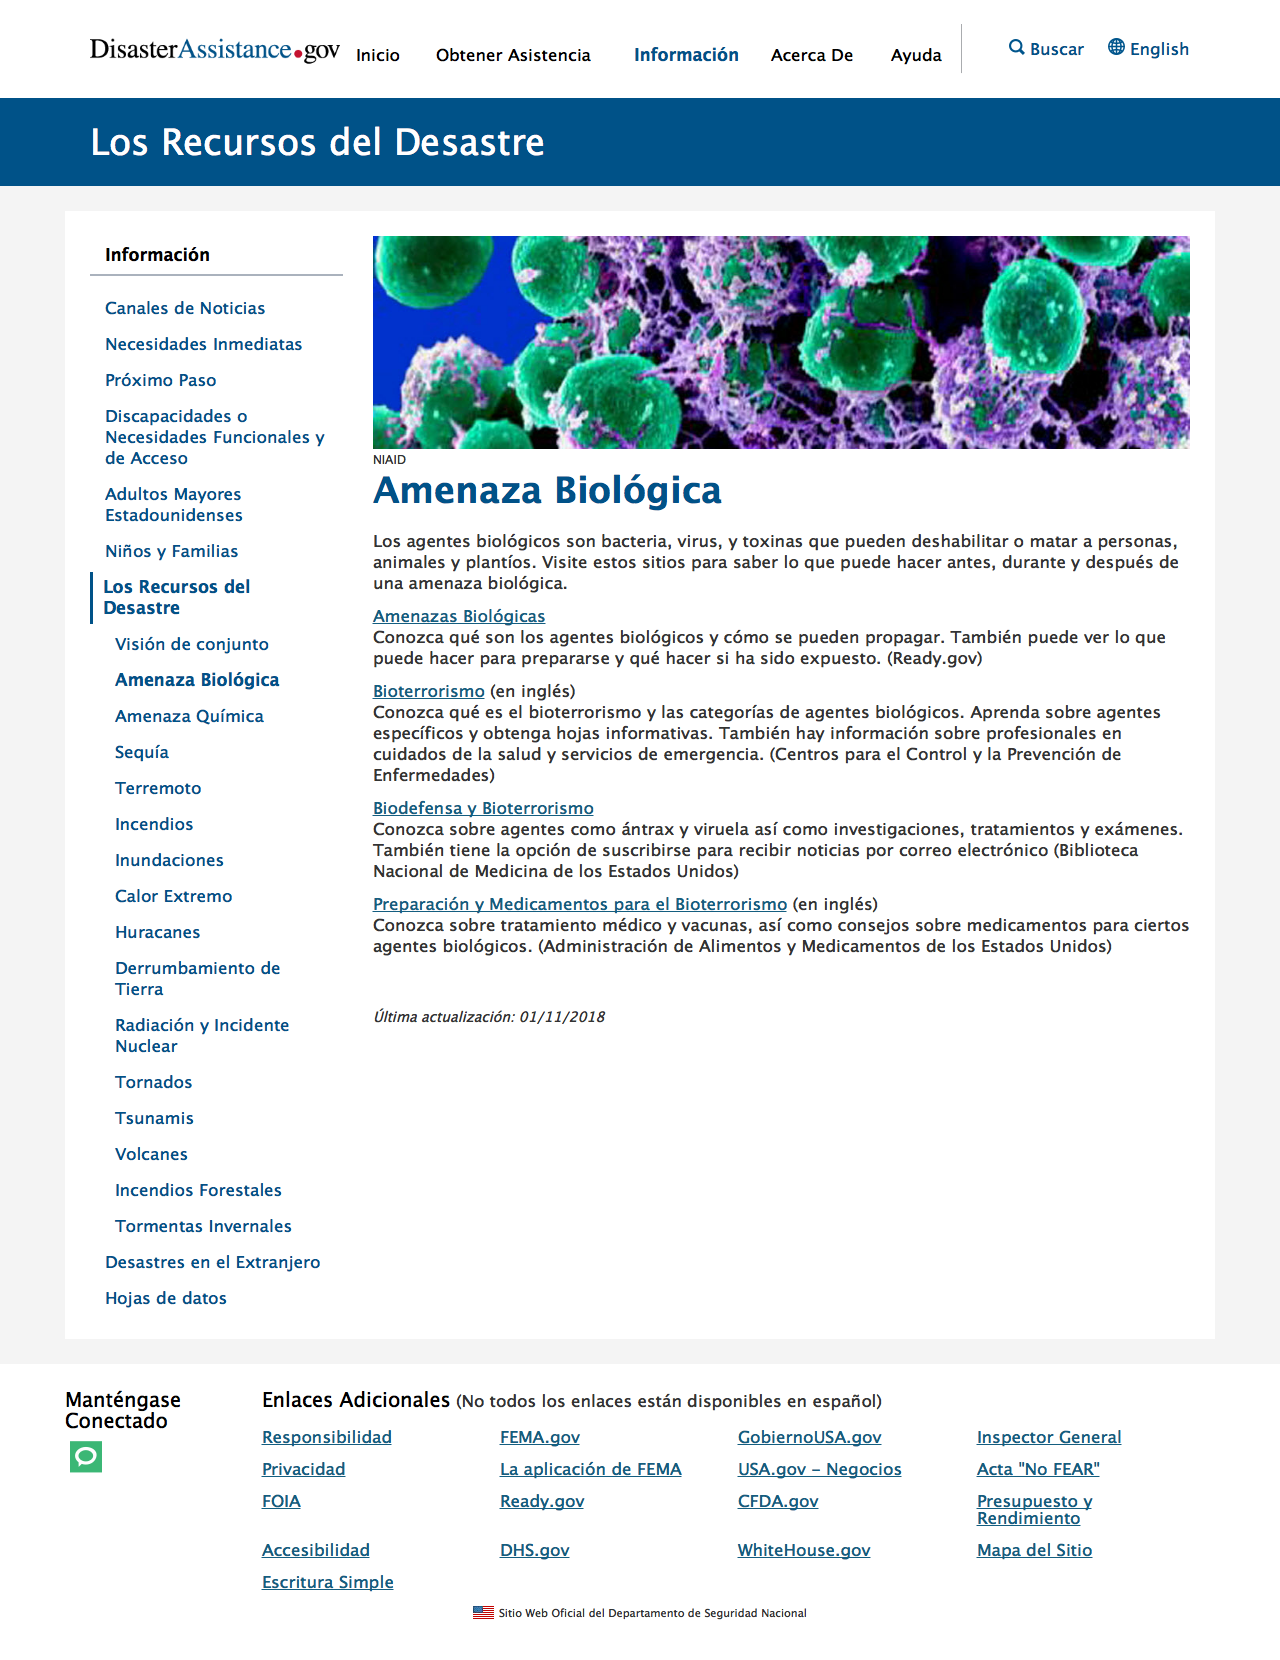 DisasterAssistance.gov
Inicio
Obtener Asistencia
Información
Acerca De
Ayuda
Buscar
English
Los Recursos del Desastre
Información
Canales de Noticias
Necesidades Inmediatas
Próximo Paso
Discapacidades o
Necesidades Funcionales y
de Acceso
Adultos Mayores
Estadounidenses
Niños y Familias
Los Recursos del
Desastre
Visión de conjunto
Amenaza Biológica
Amenaza Química
Sequía
Terremoto
Incendios
Inundaciones
Calor Extremo
Huracanes
Derrumbamiento de
Tierra
Radiación y Incidente
Nuclear
Tornados
Tsunamis
Volcanes
Incendios Forestales
Tormentas Invernales
Desastres en el Extranjero
Hojas de datos
NIAID
Amenaza Biológica
Los agentes biológicos son bacteria, virus, y toxinas que pueden deshabilitar o matar a personas,
animales y plantíos. Visite estos sitios para saber lo que puede hacer antes, durante y después de
una amenaza biológica.
Amenazas Biológicas
Conozca qué son los agentes biológicos y cómo se pueden propagar. También puede ver lo que
puede hacer para prepararse y qué hacer si ha sido expuesto. (Ready.gov)
Bioterrorismo (en inglés)
Conozca qué es el bioterrorismo y las categorías de agentes biológicos. Aprenda sobre agentes
específicos y obtenga hojas informativas. También hay información sobre profesionales en
cuidados de la salud y servicios de emergencia. (Centros para el Control y la Prevención de
Enfermedades)
Biodefensa y Bioterrorismo
Conozca sobre agentes como ántrax y viruela así como investigaciones, tratamientos y exámenes.
También tiene la opción de suscribirse para recibir noticias por correo electrónico (Biblioteca
Nacional de Medicina de los Estados Unidos)
Preparación y Medicamentos para el Bioterrorismo (en inglés)
Conozca sobre tratamiento médico y vacunas, así como consejos sobre medicamentos para ciertos
agentes biológicos. (Administración de Alimentos y Medicamentos de los Estados Unidos)
Última actualización: 01/11/2018
Manténgase
Conectado
Enlaces Adicionales (No todos los enlaces están disponibles en español)
Responsibilidad
FEMA.gov
GobiernoUSA.gov
Inspector General
Privacidad
La aplicación de FEMA
USA.gov – Negocios
Acta "No FEAR"
FOIA
Ready.gov
CFDA.gov
Presupuesto y
Rendimiento
Accesibilidad
DHS.gov
WhiteHouse.gov
Mapa del Sitio
Escritura Simple
Sitio Web Oficial del Departamento de Seguridad Nacional